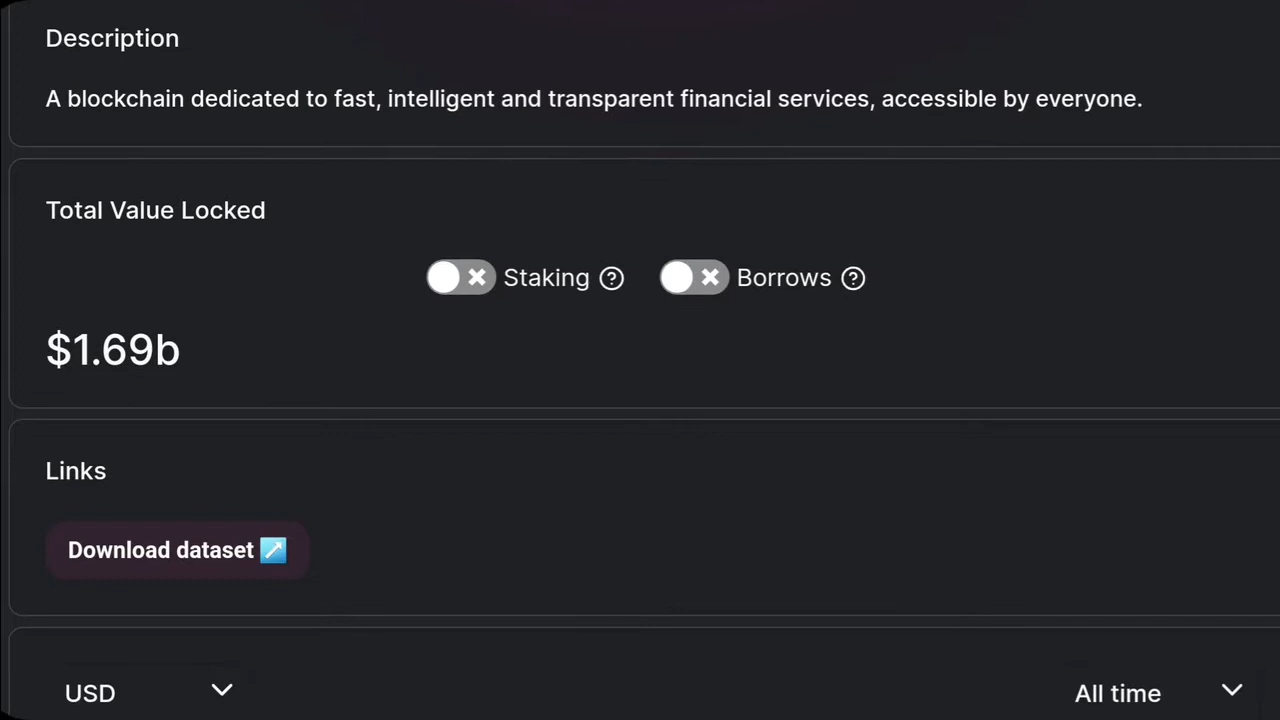 Description
A blockchain dedicated to fast, intelligent and transparent financial services, accessible by everyone.
Total Value Locked
Staking Borrows
$1.69b
Links
Download dataset
USD All time